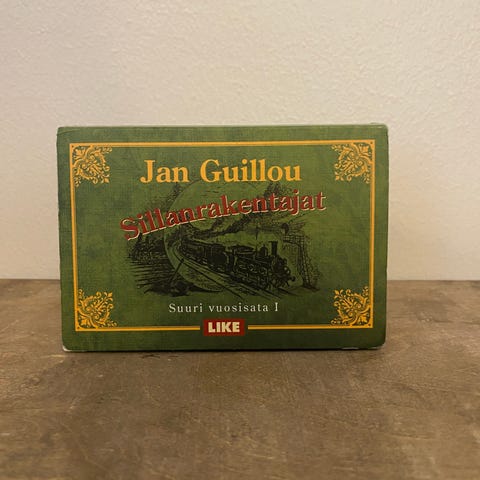 Jan Guillou
Sillanrakentajat
Suuri vuosisata I
LIKE